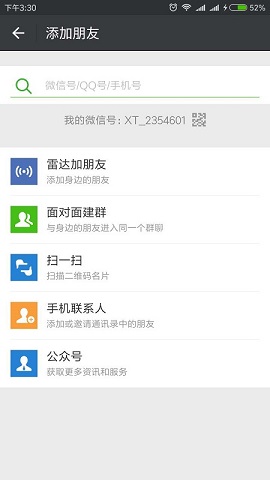 下午3:30
52%
添加朋友
微信号/QQ号/手机号
我的微信号：XT_2354601
雷达加朋友
添加身边的朋友
面对面建群
与身边的朋友进入同一个群聊
扫一扫
扫描二维码名片
手机联系人
添加或邀请通讯录中的朋友
公众号
获取更多资讯和服务